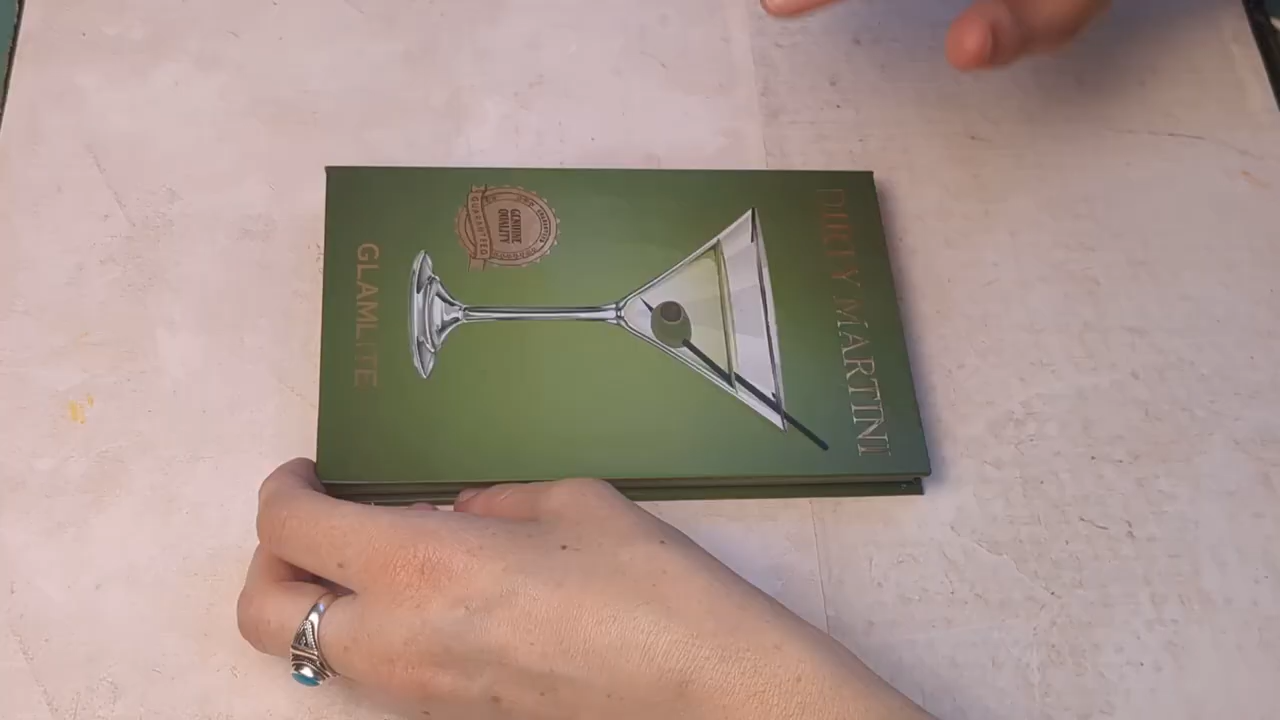 DIRTY MARTINI
GENUINE
QUALITY
GUARANTEED
GLAMLITE